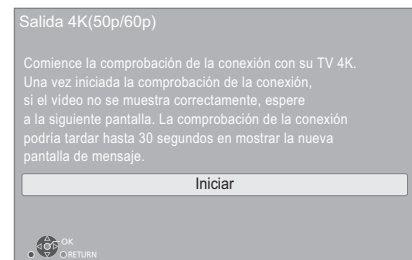 Salida 4K(50p/60p)
Comience la comprobación de la conexión con su TV 4K.
Una vez iniciada la comprobación de la conexión,
si el vídeo no se muestra correctamente, espere
a la siguiente pantalla. La comprobación de la conexión
podría tardar hasta 30 segundos en mostrar la nueva
pantalla de mensaje.
Iniciar
OK
RETURN